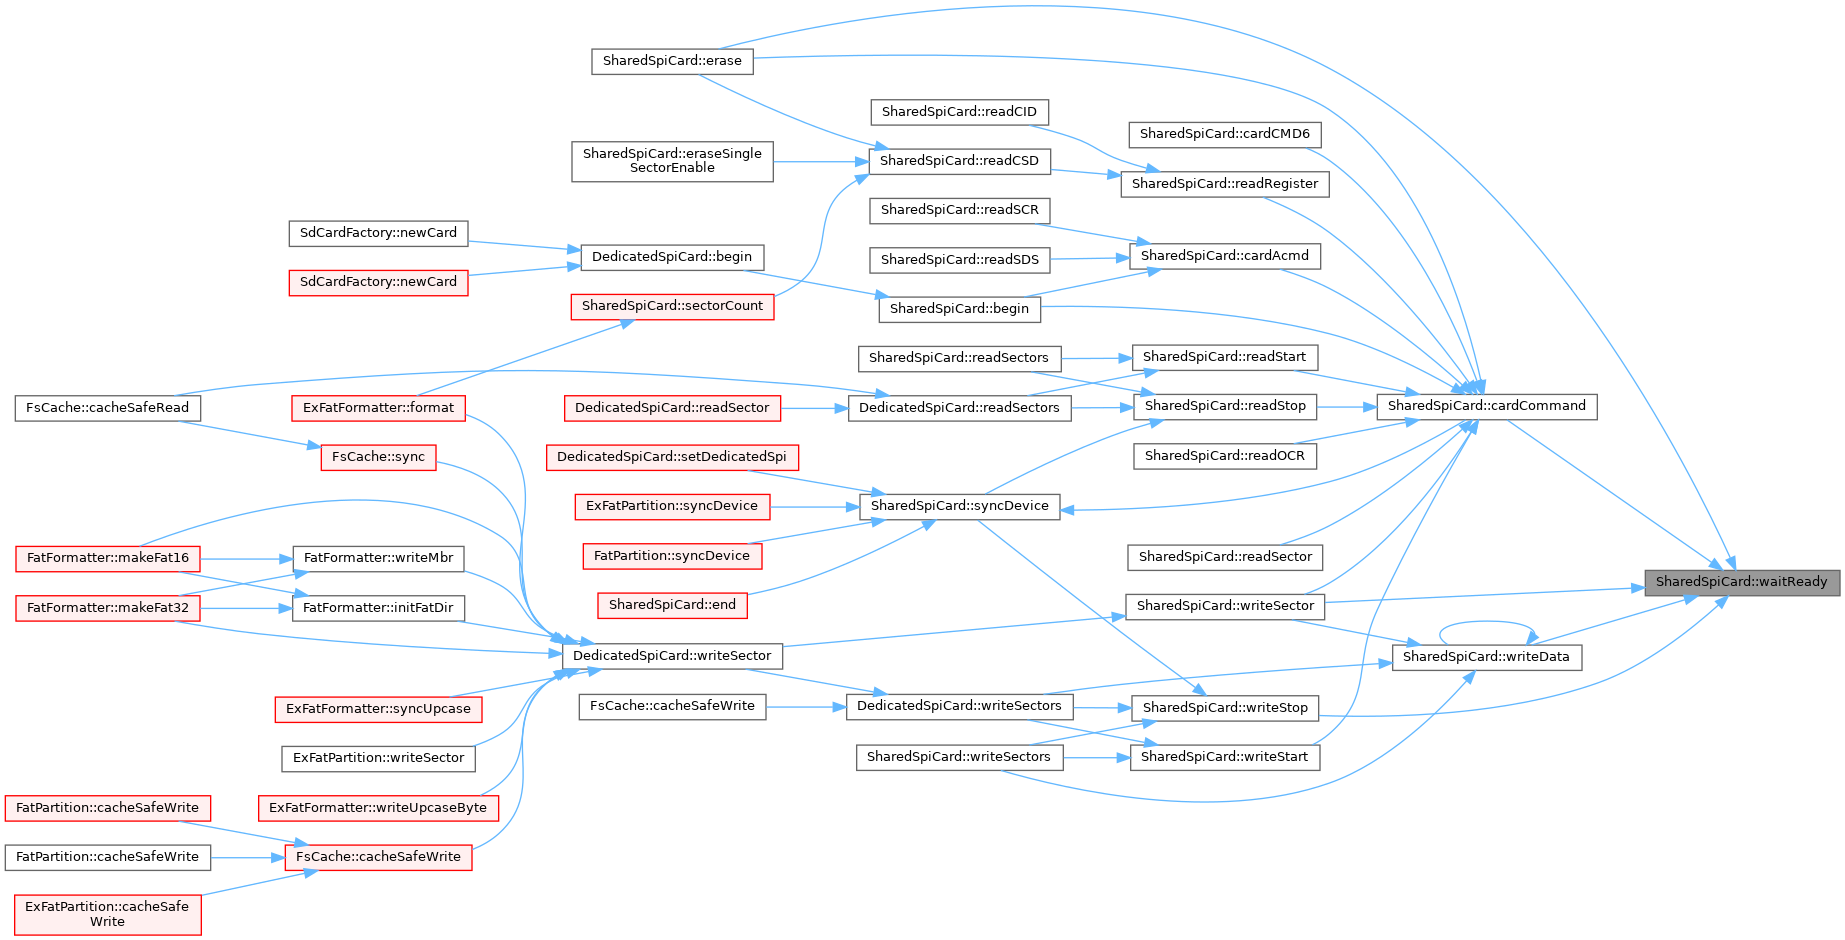 SharedSpiCard::erase
SharedSpiCard::readCID
SharedSpiCard::cardCMD6
SharedSpiCard::eraseSingle
SectorEnable
SharedSpiCard::readCSD
SharedSpiCard::readRegister
SharedSpiCard::readSCR
SdCardFactory::newCard
DedicatedSpiCard::begin
SharedSpiCard::readSDS
SharedSpiCard::cardAcmd
SdCardFactory::newCard
SharedSpiCard::sectorCount
SharedSpiCard::begin
SharedSpiCard::readSectors
SharedSpiCard::readStart
FsCache::cacheSafeRead
ExFatFormatter::format
DedicatedSpiCard::readSector
DedicatedSpiCard::readSectors
SharedSpiCard::readStop
SharedSpiCard::cardCommand
FsCache::sync
DedicatedSpiCard::setDedicatedSpi
SharedSpiCard::readOCR
ExFatPartition::syncDevice
SharedSpiCard::syncDevice
FatFormatter::makeFat16
FatFormatter::writeMbr
FatPartition::syncDevice
SharedSpiCard::readSector
SharedSpiCard::waitReady
FatFormatter::makeFat32
FatFormatter::initFatDir
SharedSpiCard::end
SharedSpiCard::writeSector
DedicatedSpiCard::writeSector
SharedSpiCard::writeData
ExFatFormatter::syncUpcase
FsCache::cacheSafeWrite
DedicatedSpiCard::writeSectors
SharedSpiCard::writeStop
ExFatPartition::writeSector
SharedSpiCard::writeSectors
SharedSpiCard::writeStart
FatPartition::cacheSafeWrite
ExFatFormatter::writeUpcaseByte
FatPartition::cacheSafeWrite
FsCache::cacheSafeWrite
ExFatPartition::cacheSafe
Write